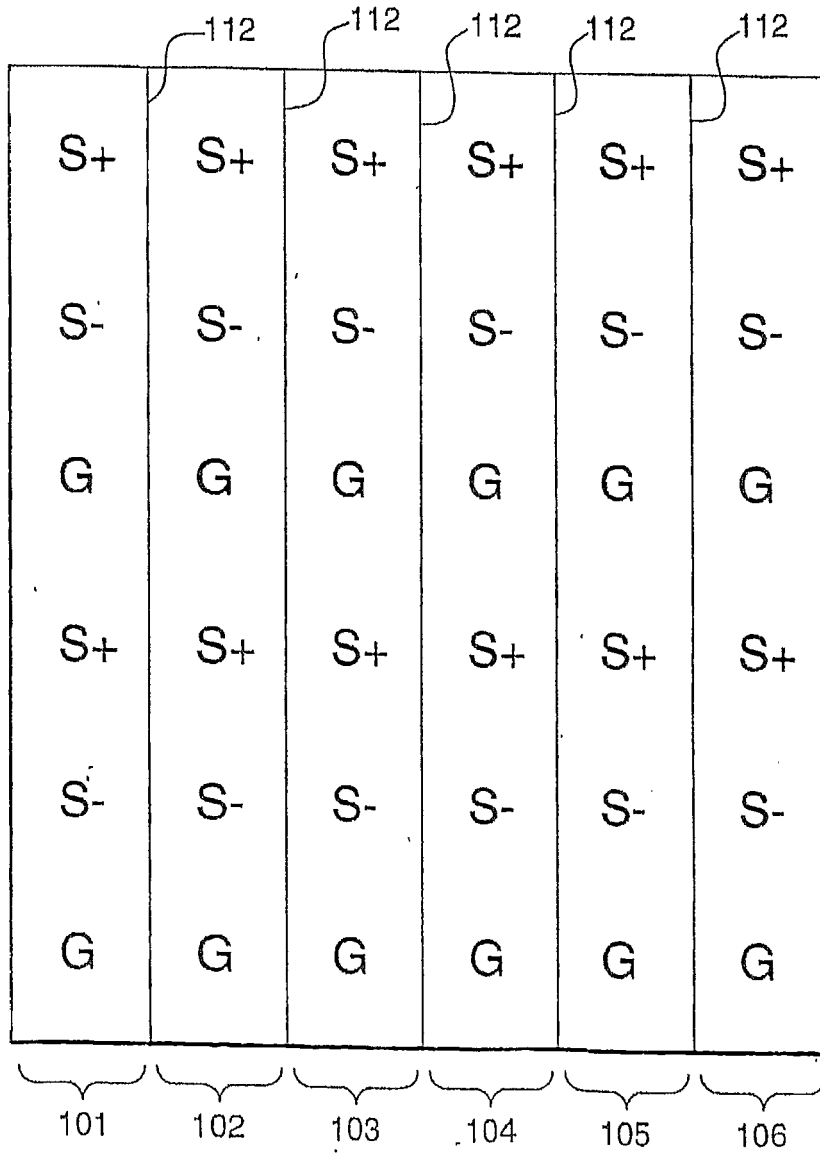 112 112 112 112 112
S+ S+ S+ S+ S+ S+
S- S- S- S- S- S-
G G G G G G
S+ S+ S+ S+ S+ S+
S- S- S- S- S- S-
G G G G G G
101 102 103 104 105 106